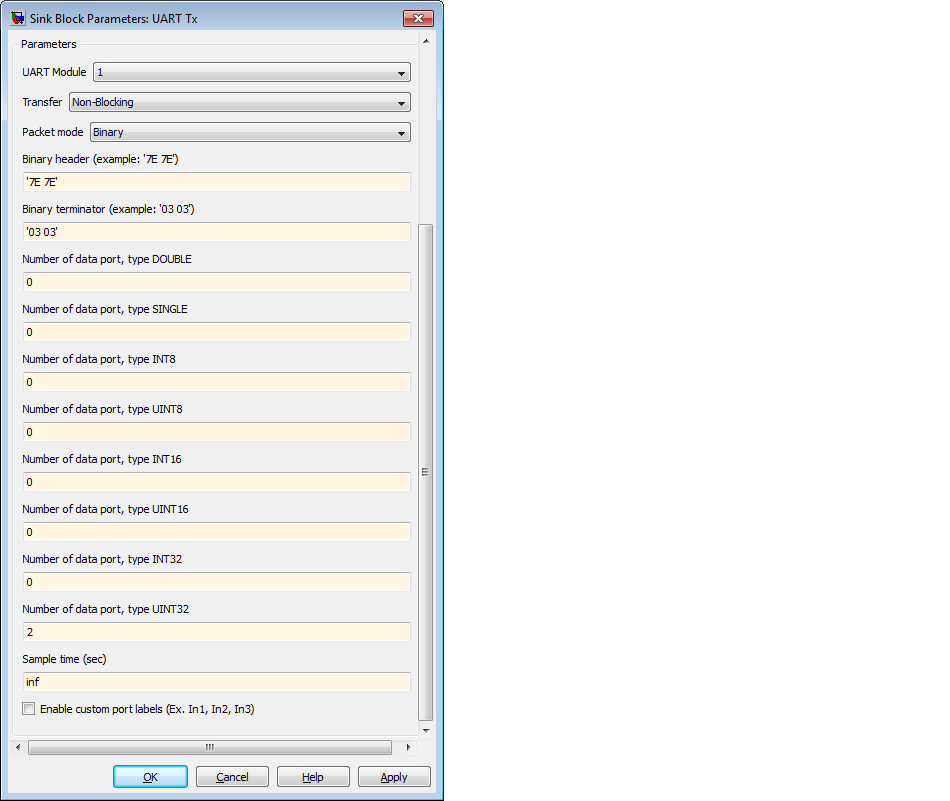 Sink Block Parameters: UART Tx
Parameters
UART Module 1
Transfer Non-Blocking
Packet mode Binary
Binary header (example: '7E 7E')
'7E 7E'
Binary terminator (example: '03 03')
'03 03'
Number of data port, type DOUBLE
0
Number of data port, type SINGLE
0
Number of data port, type INT8
0
Number of data port, type UINT8
0
Number of data port, type INT16
0
Number of data port, type UINT16
0
Number of data port, type INT32
0
Number of data port, type UINT32
2
Sample time (sec)
inf
Enable custom port labels (Ex. In1, In2, In3)
OK Cancel Help Apply